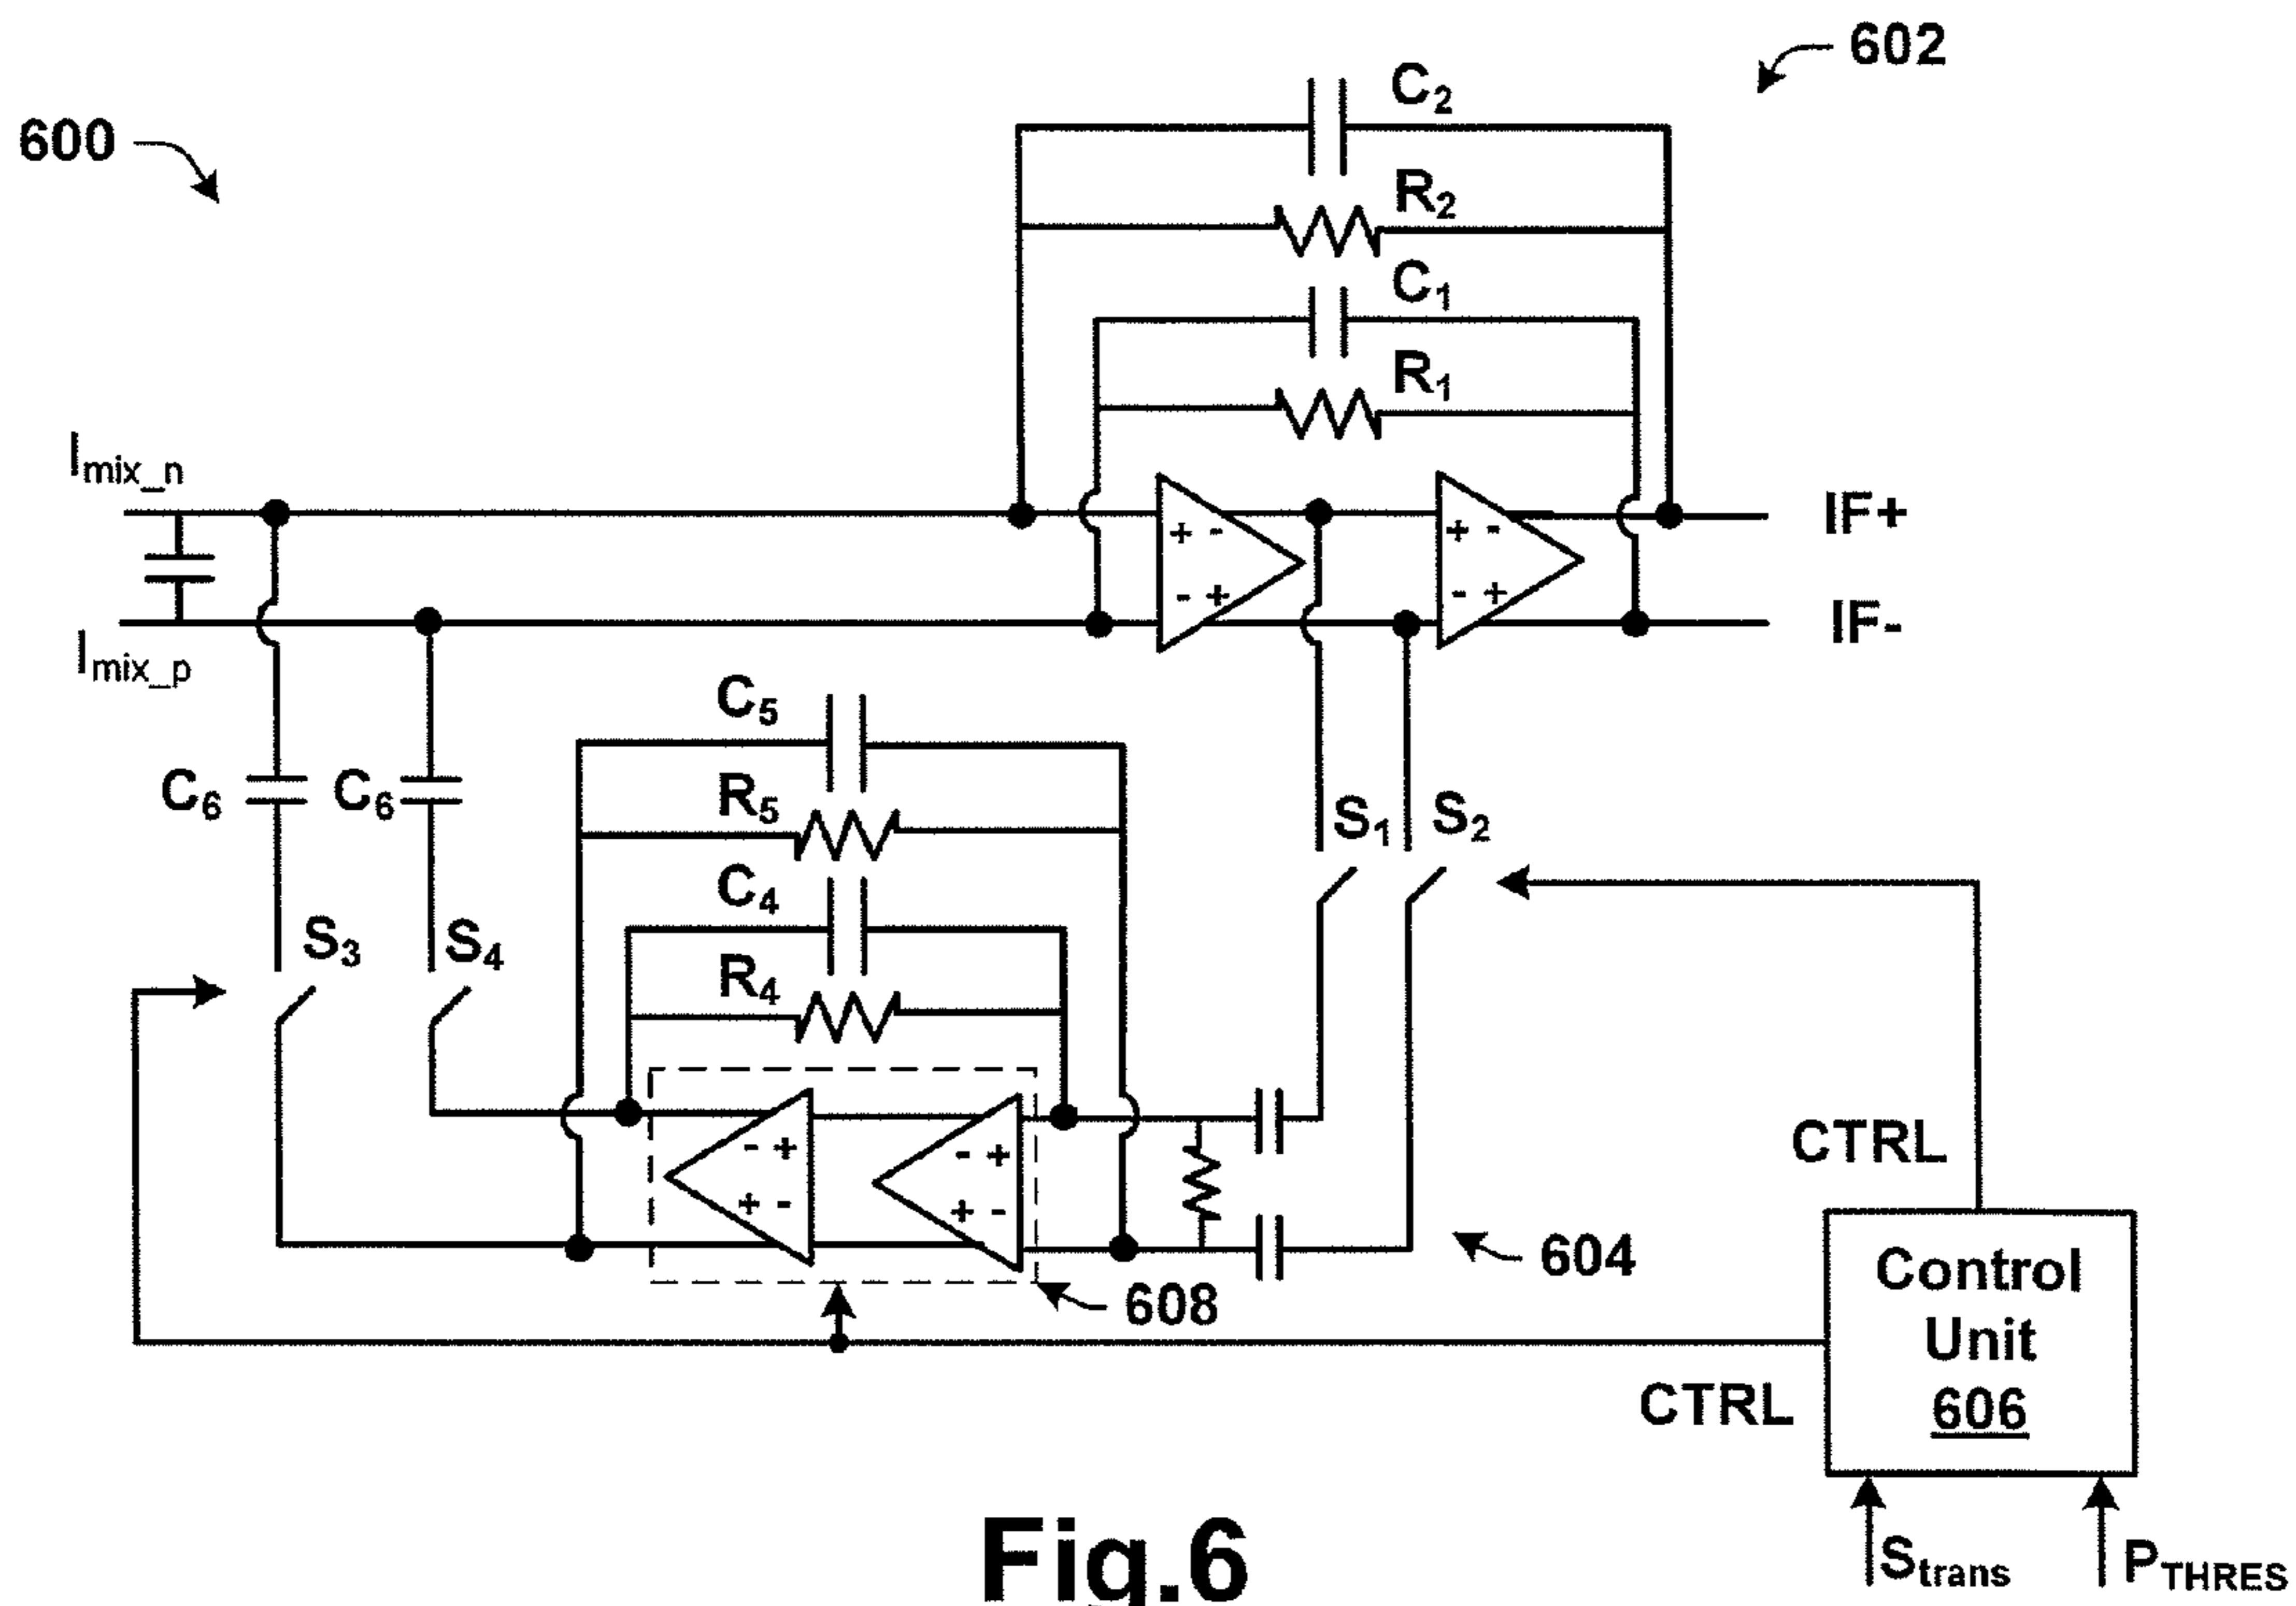 602
600
C2
R2
C1
R1
Imix_n
+ - + -
IF+
- + - +
IF-
Imix_p
C5
C6 C6
R5
S1 S2
C4
S3 S4
R4
- + - +
+ - + -
CTRL
604
608
Control
Unit
606
CTRL
Strans PTHRES
Fig.6